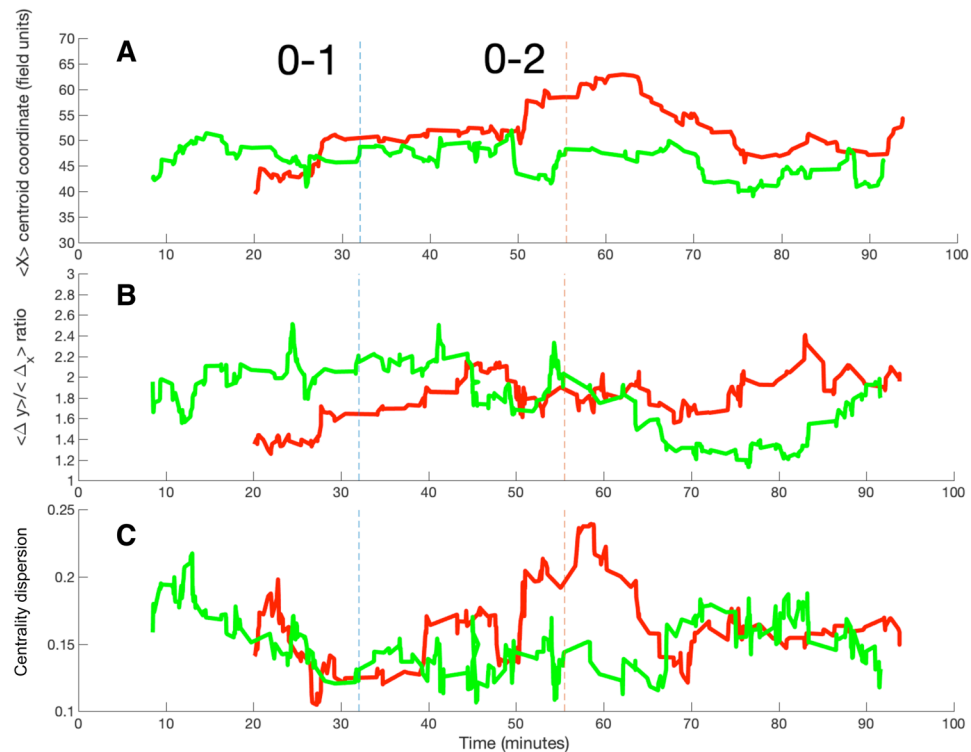 <X> centroid coordinate (field units)
70
65
60
55
50
45
40
35
30
A
0-1
0-2
0 10 20 30 40 50 60 70 80 90 100
<Δ y>/< Δx> ratio
3
2.8
2.6
2.4
2.2
2
1.8
1.6
1.4
1.2
1
B
0 10 20 30 40 50 60 70 80 90 100
Centrality dispersion
0.25
0.2
0.15
0.1
C
0 10 20 30 40 50 60 70 80 90 100
Time (minutes)